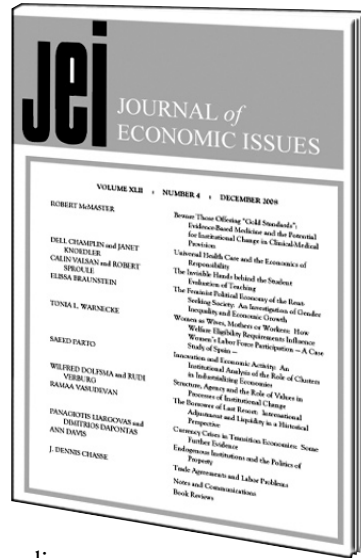 jei
JOURNAL of
ECONOMIC ISSUES
VOLUME XLII , NUMBER 4 , DECEMBER 2008
ROBERT McMASTER
Beware Those Offering "Gold Standards":
Evidence-Based Medicine and the Potential
for Institutional Change in Clinical-Medical
Provision
DELL CHAMPLIN and JANET
KNOEDLER
Universal Health Care and the Economics of
Responsibility
CALIN VALSAN and ROBERT
SPROULE
The Invisible Hands behind the Student
Evaluation of Teaching
ELISSA BRAUNSTEIN
The Feminist Political Economy of the Rent-
Seeking Society: An Investigation of Gender
Inequality and Economic Growth
TONIA L. WARNECKE
Women as Wives, Mothers or Workers: How
Welfare Eligibility Requirements Influence
Women's Labor Force Participation — A Case
Study of Spain —
SAEED PARTO
Innovation and Economic Activity: An
Institutional Analysis of the Role of Clusters
in Industrializing Economies
WILFRED DOLFSMA and RUDI
VERBURG
Structure, Agency and the Role of Values in
Processes of Institutional Change
RAMAA VASUDEVAN
The Borrower of Last Resort: International
Adjustment and Liquidity in a Historical
Perspective
PANAGIOTIS LIARGOVAS and
DIMITRIOS DAPONTAS
Currency Crises in Transition Economies: Some
Further Evidence
ANN DAVIS
Endogenous Institutions and the Politics of
Property
J. DENNIS CHASSE
Trade Agreements and Labor Problems
Notes and Communications
Book Reviews